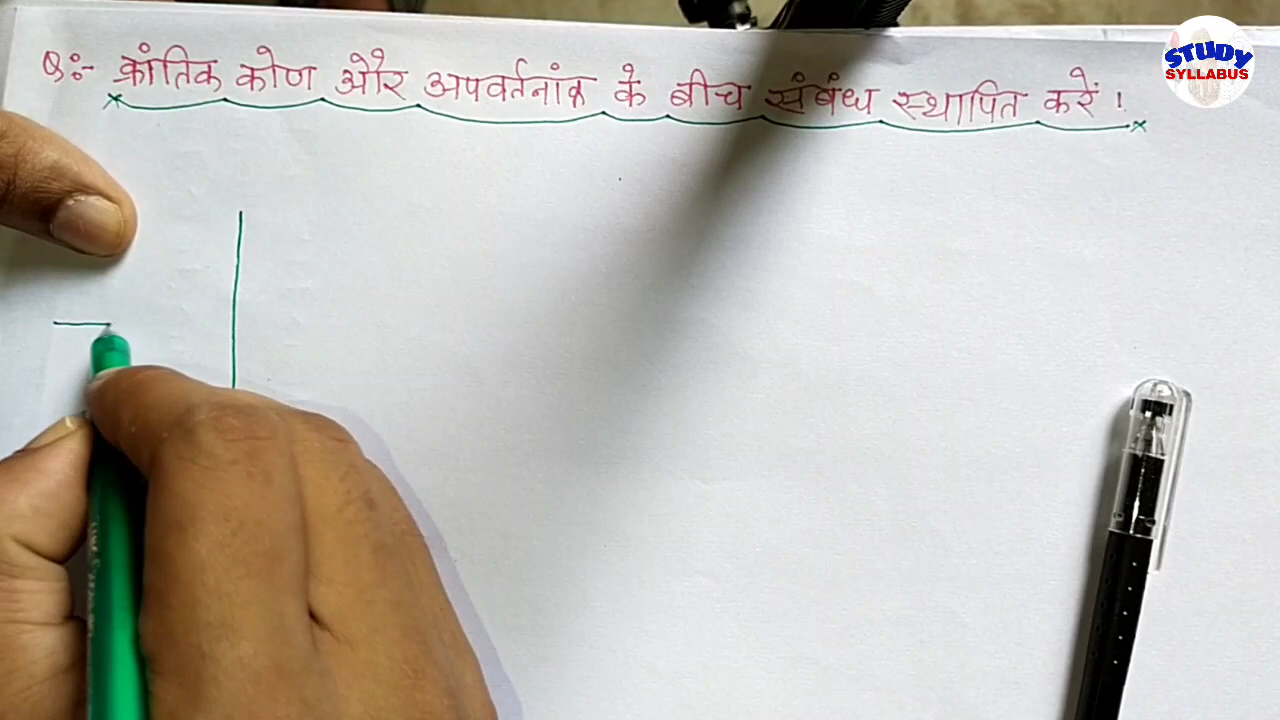 Q:- क्रांतिक कोण और अपवर्तनांक के बीच संबंध स्थापित करें।
STUDY
SYLLABUS